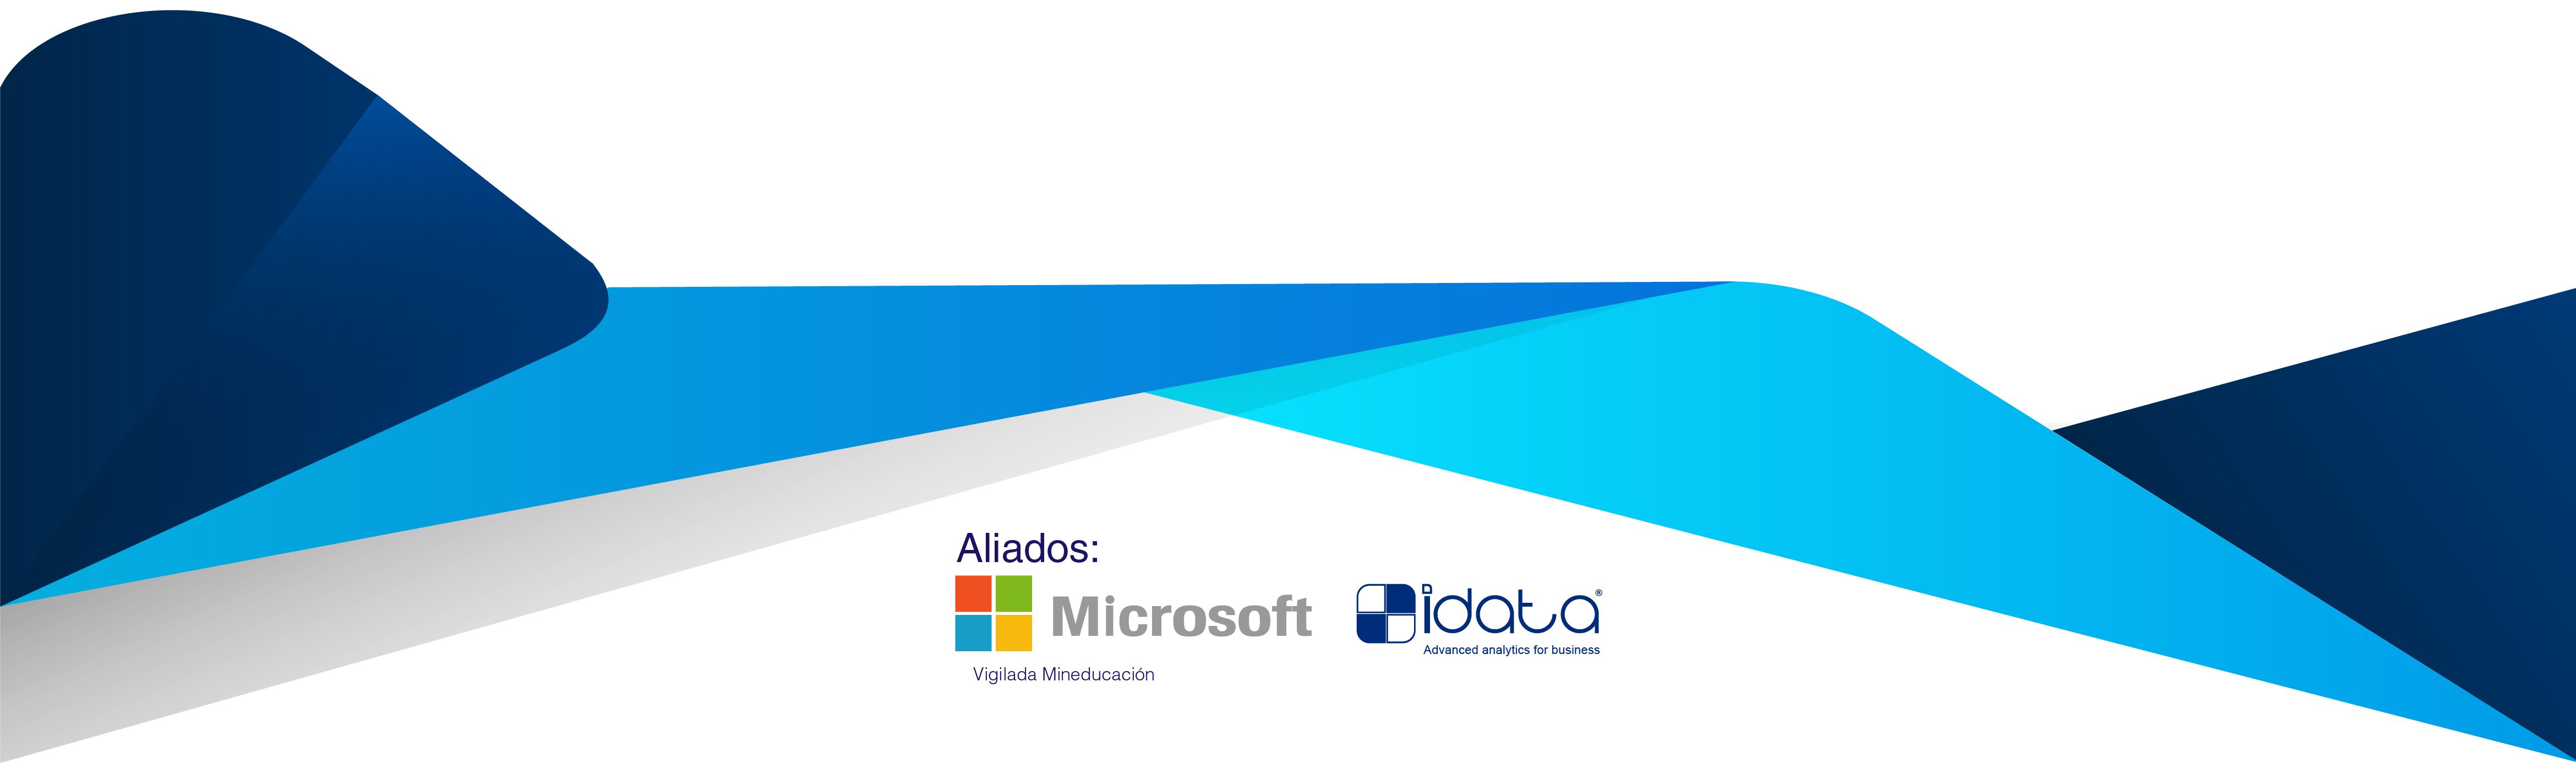 Aliados:
Microsoft
idata®
Advanced analytics for business
Vigilada Mineducación